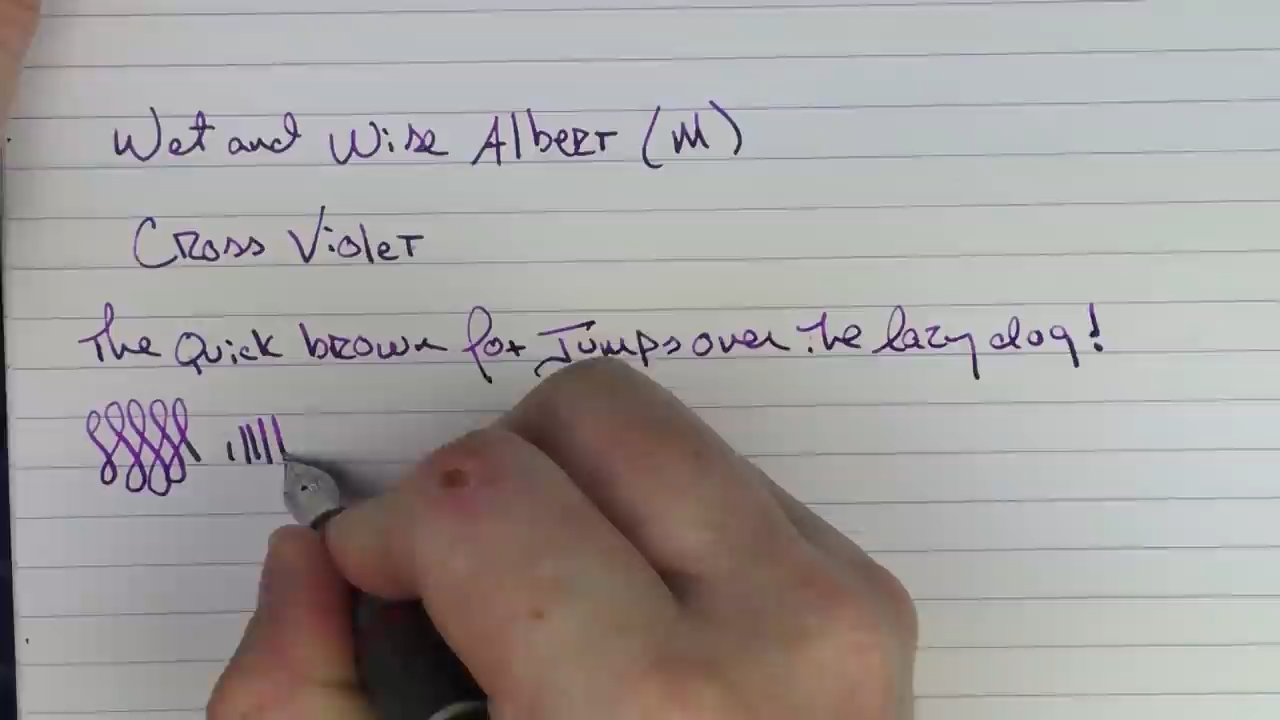 Wet and Wise Albert (M)
Cross Violet
The Quick brown fox Jumps over the lazy dog!